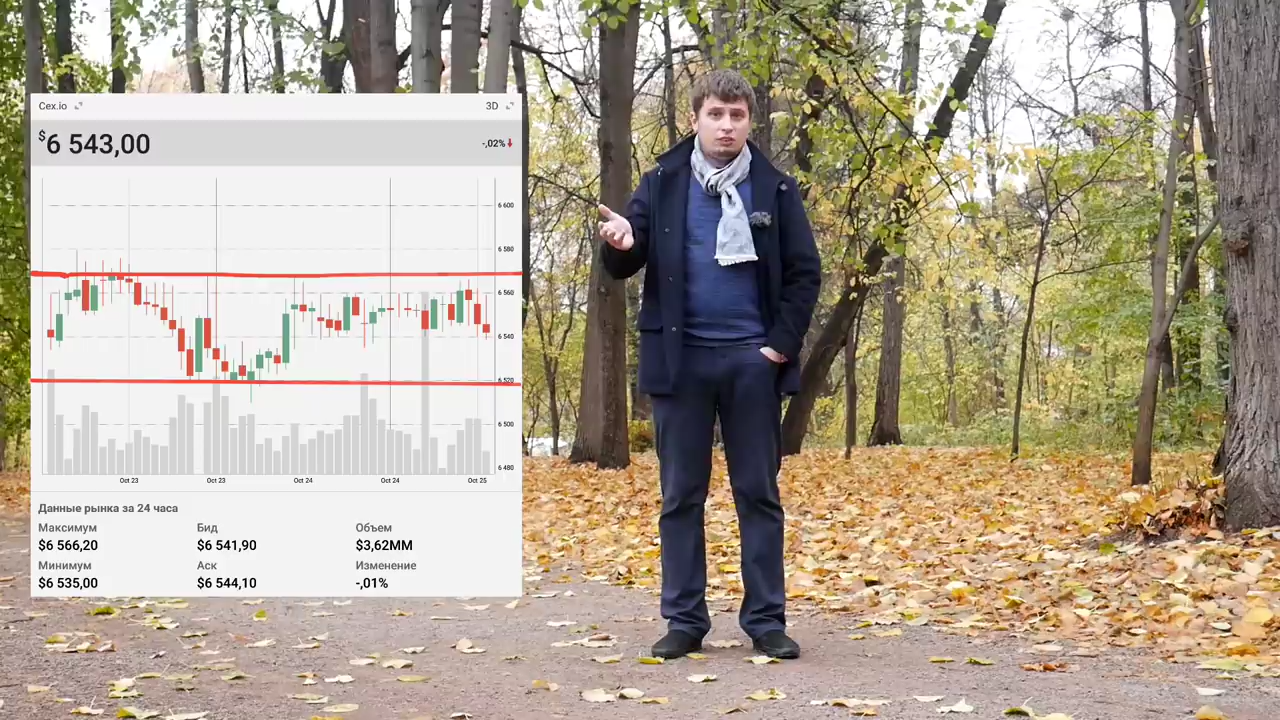 Cex.io 3D
$6 543,00 -,02%
6 600
6 580
6 560
6 540
6 520
6 500
6 480
Oct 23 Oct 23 Oct 24 Oct 24 Oct 25
Данные рынка за 24 часа
Максимум Бид Объем
$6 566,20 $6 541,90 $3,62MM
Минимум Аск Изменение
$6 535,00 $6 544,10 -,01%